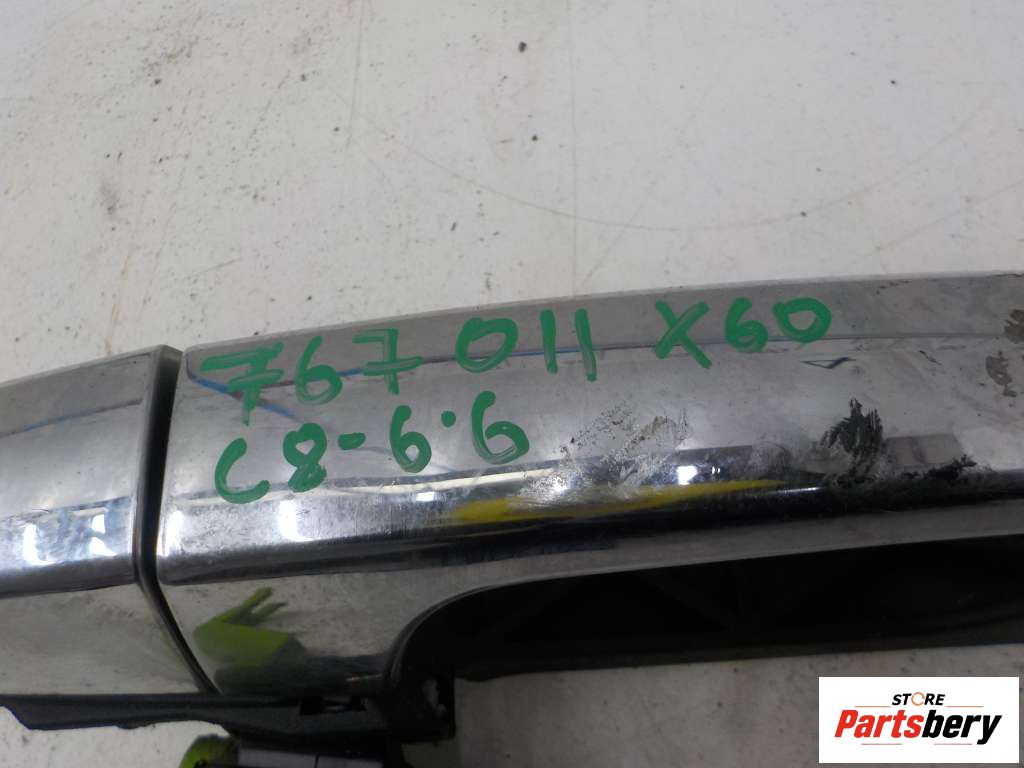 767 011 X60
C8-6.6
STORE
Partsbery